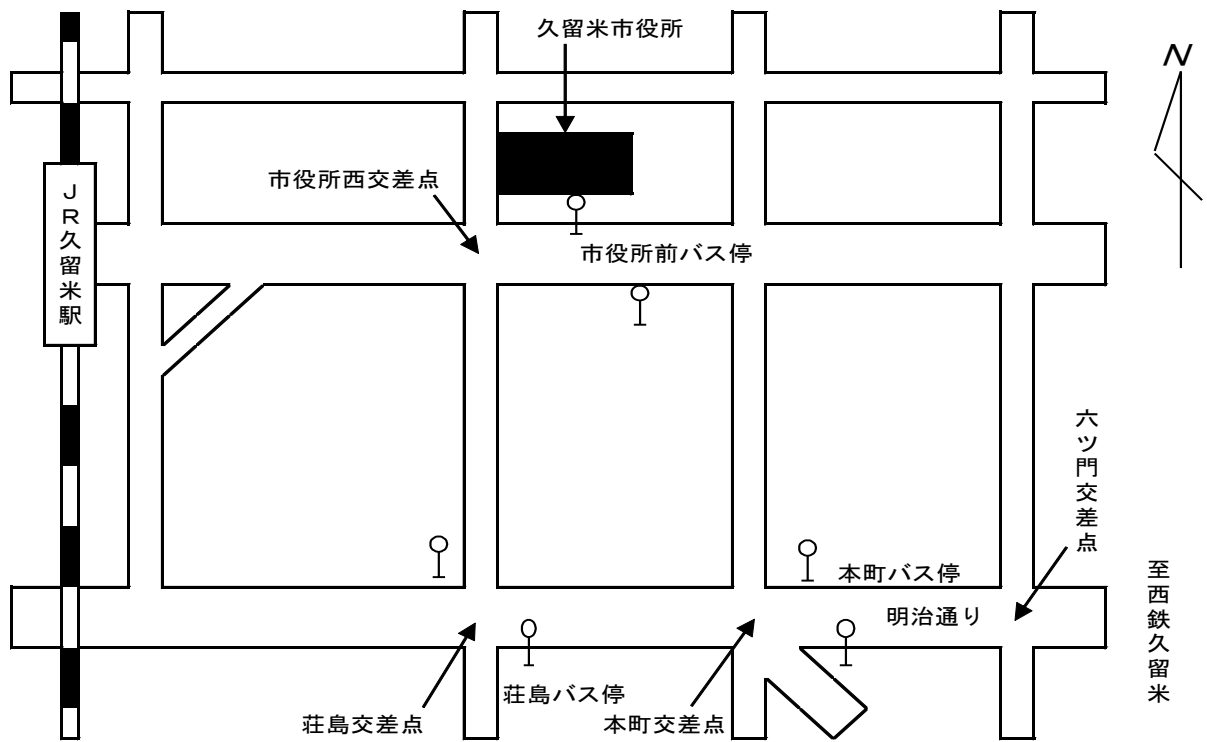 久留米市役所
N
市役所西交差点
JR久留米駅
市役所前バス停
六ツ門交差点
本町バス停
明治通り
至西鉄久留米
荘島バス停
荘島交差点
本町交差点